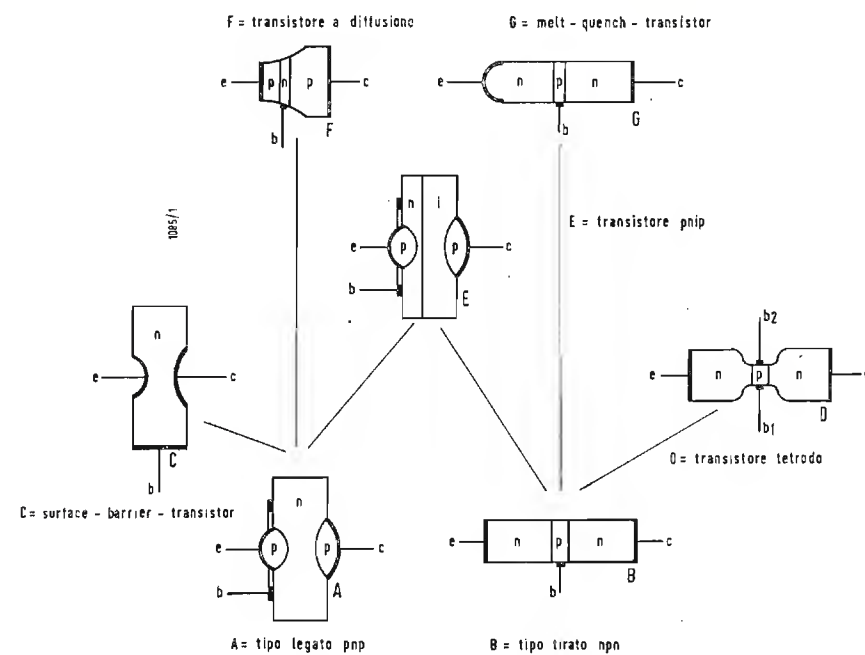 F = transistore a diffusione
G = melt - quench - transistor
e p n p c
b F
e n p n c
b G
1085/1
n i
e p p c
b E
E = transistore pnip
n
e c
b C
C = surface - barrier - transistor
b2
e n p n
b1 D
D = transistore tetrodo
n
e p p c
b A
A = tipo legato pnp
e n p n c
b B
B = tipo tirato npn